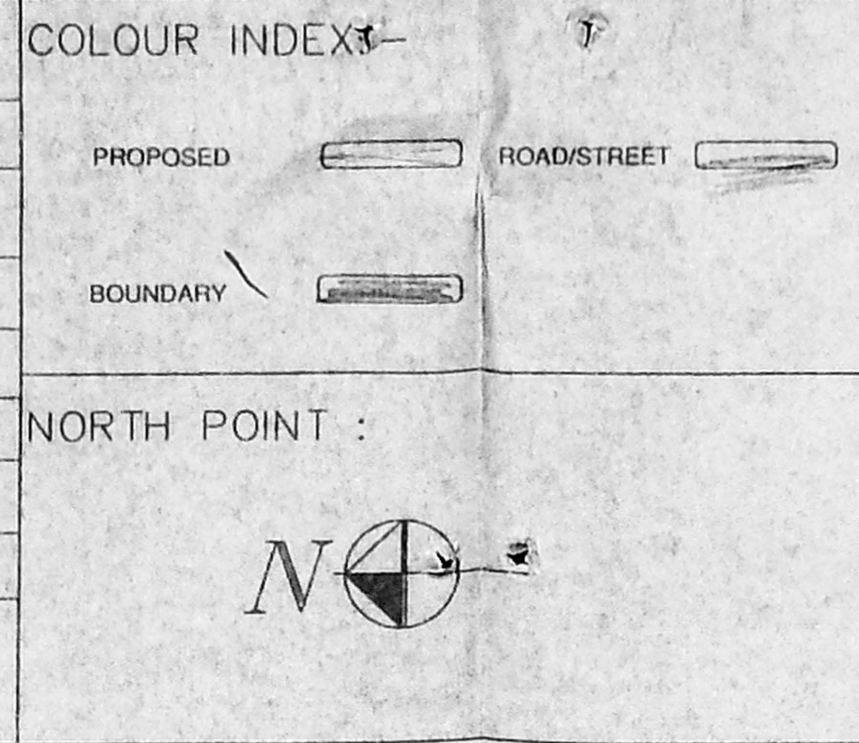 COLOUR INDEX:-
PROPOSED ROAD/STREET
BOUNDARY
NORTH POINT :
N